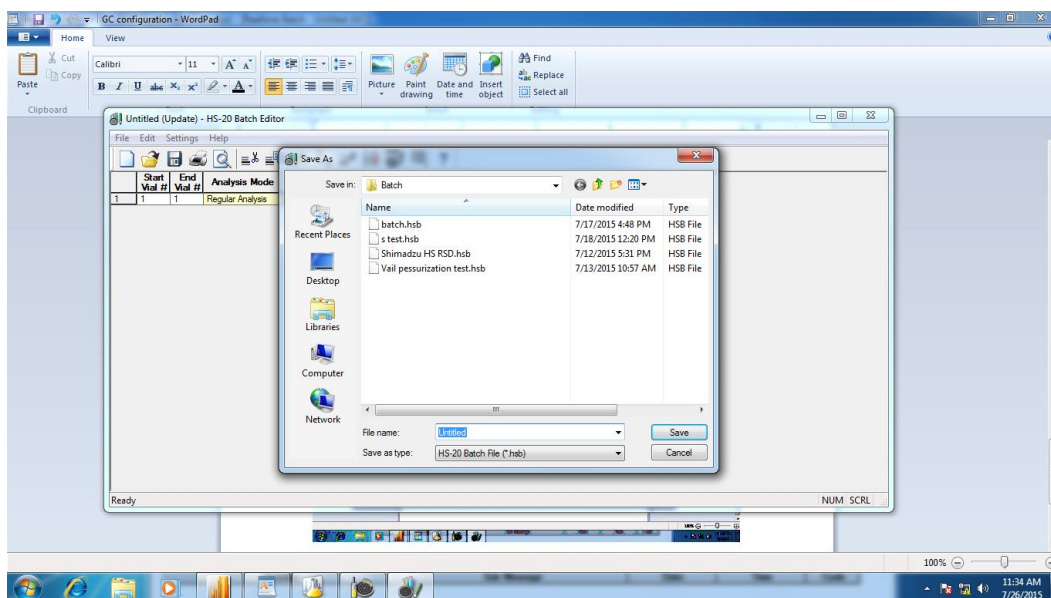 GC configuration - WordPad
Home View
Cut
Copy
Paste
Clipboard
Calibri 11 A A
B I U abc X₂ X² A
Picture Paint drawing Date and time Insert object
Find
Replace
Select all
Untitled (Update) - HS-20 Batch Editor
File Edit Settings Help
Start Vial # End Vial # Analysis Mode
1 1 1 Regular Analysis
Save As
Save in: Batch
Name Date modified Type
batch.hsb 7/17/2015 4:48 PM HSB File
s test.hsb 7/18/2015 12:20 PM HSB File
Shimadzu HS RSD.hsb 7/12/2015 5:31 PM HSB File
Vail pessurization test.hsb 7/13/2015 10:57 AM HSB File
Recent Places
Desktop
Libraries
Computer
Network
File name: Untitled Save
Save as type: HS-20 Batch File (*.hsb) Cancel
Ready NUM SCRL
100%
11:34 AM
7/26/2015